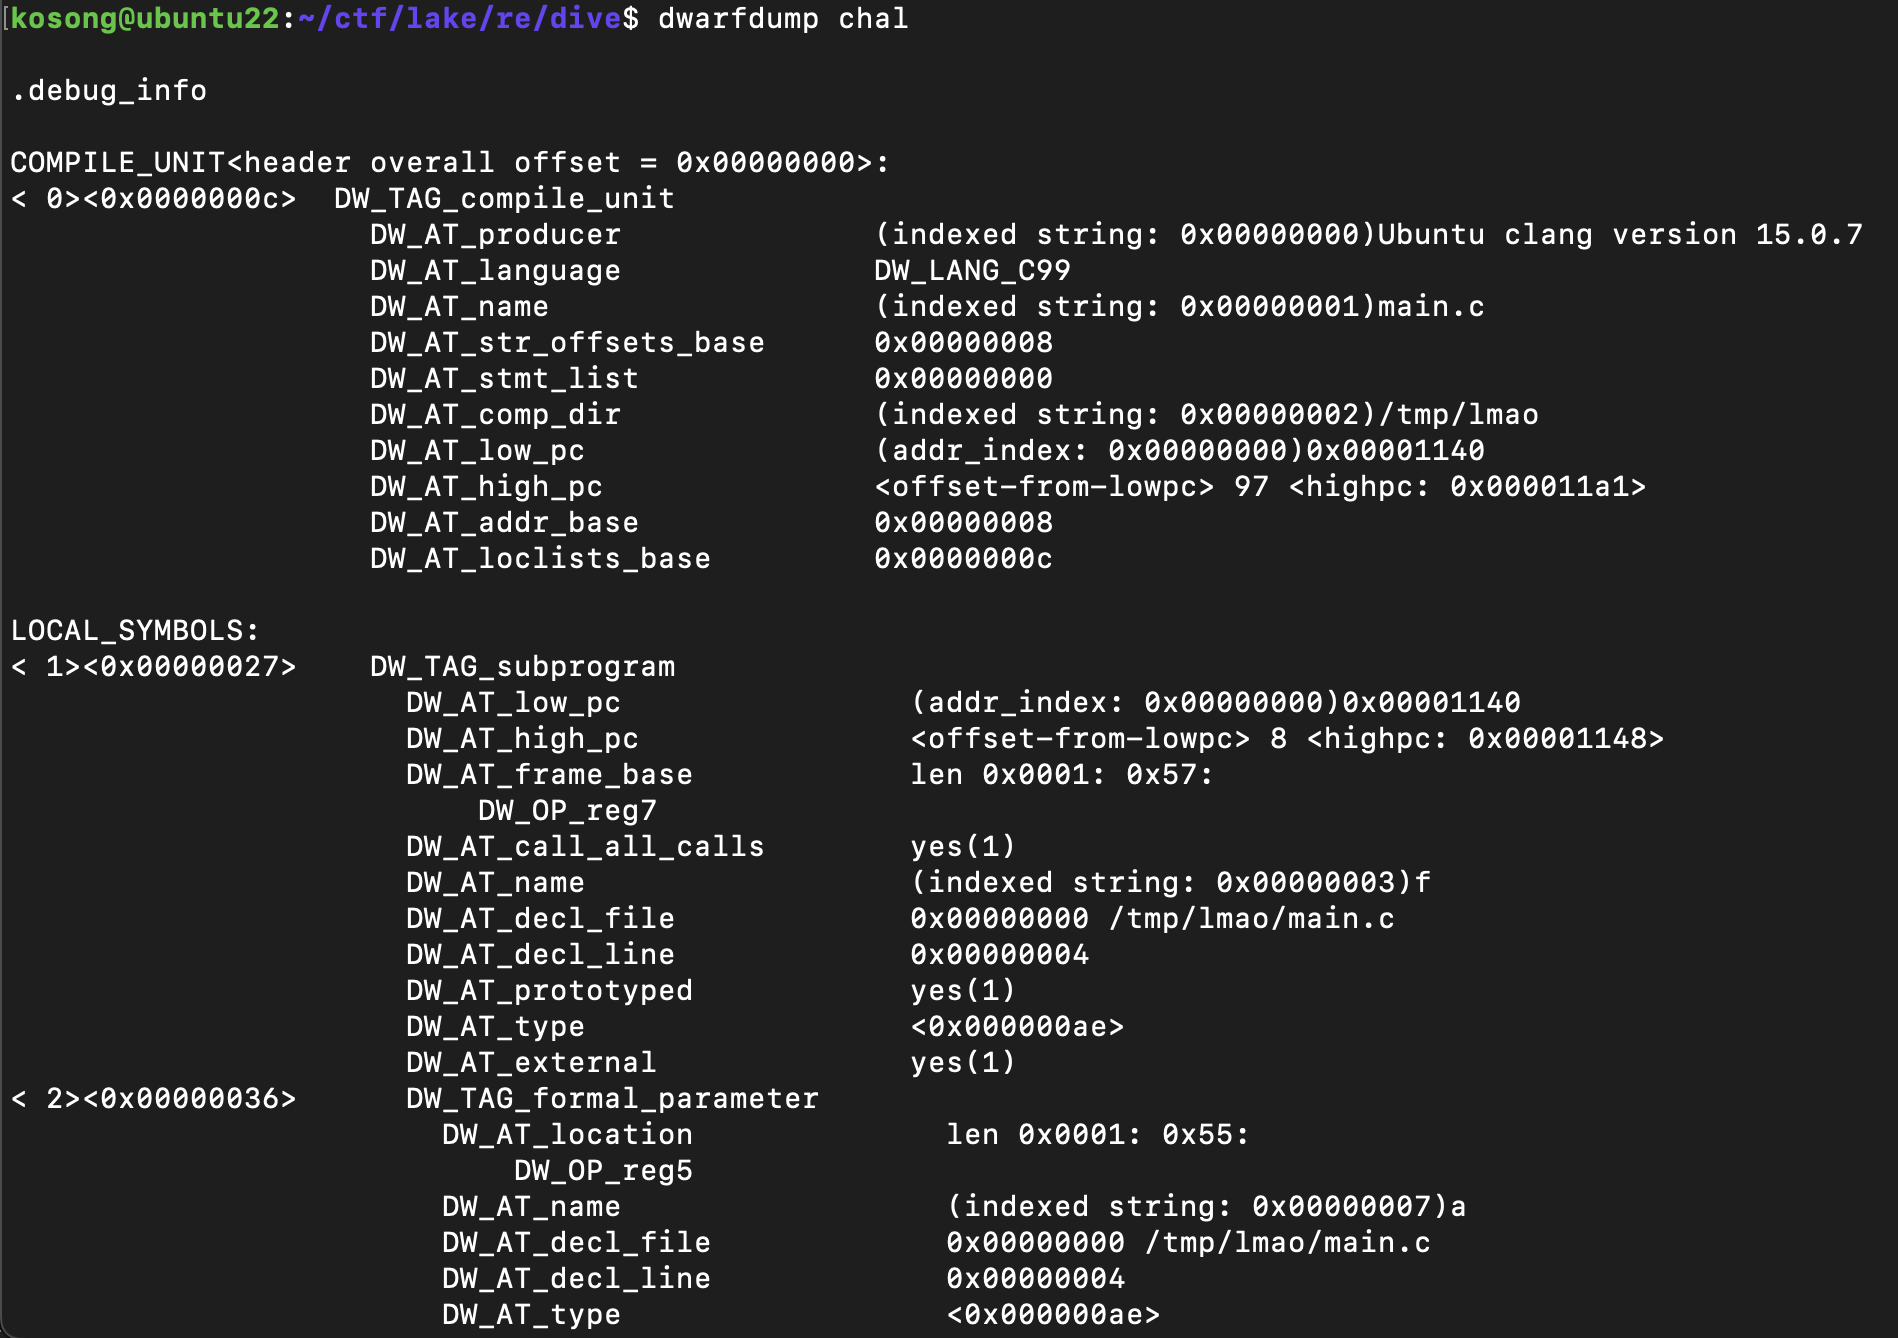 [kosong@ubuntu22:~/ctf/lake/re/dive$ dwarfdump chal
.debug_info
COMPILE_UNIT<header overall offset = 0x00000000>:
< 0><0x0000000c>  DW_TAG_compile_unit
DW_AT_producer (indexed string: 0x00000000)Ubuntu clang version 15.0.7
DW_AT_language DW_LANG_C99
DW_AT_name (indexed string: 0x00000001)main.c
DW_AT_str_offsets_base 0x00000008
DW_AT_stmt_list 0x00000000
DW_AT_comp_dir (indexed string: 0x00000002)/tmp/lmao
DW_AT_low_pc (addr_index: 0x00000000)0x00001140
DW_AT_high_pc <offset-from-lowpc> 97 <highpc: 0x000011a1>
DW_AT_addr_base 0x00000008
DW_AT_loclists_base 0x0000000c
LOCAL_SYMBOLS:
< 1><0x00000027>    DW_TAG_subprogram
DW_AT_low_pc (addr_index: 0x00000000)0x00001140
DW_AT_high_pc <offset-from-lowpc> 8 <highpc: 0x00001148>
DW_AT_frame_base len 0x0001: 0x57:
DW_OP_reg7
DW_AT_call_all_calls yes(1)
DW_AT_name (indexed string: 0x00000003)f
DW_AT_decl_file 0x00000000 /tmp/lmao/main.c
DW_AT_decl_line 0x00000004
DW_AT_prototyped yes(1)
DW_AT_type <0x000000ae>
DW_AT_external yes(1)
< 2><0x00000036>      DW_TAG_formal_parameter
DW_AT_location len 0x0001: 0x55:
DW_OP_reg5
DW_AT_name (indexed string: 0x00000007)a
DW_AT_decl_file 0x00000000 /tmp/lmao/main.c
DW_AT_decl_line 0x00000004
DW_AT_type <0x000000ae>